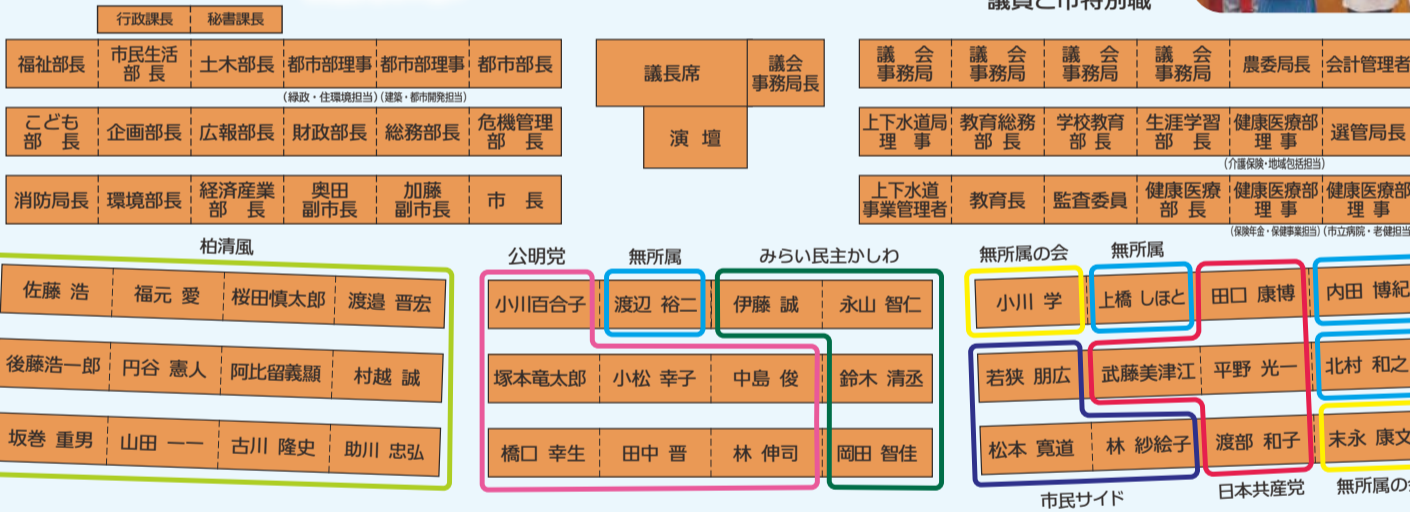 議員と市特別職
行政課長 秘書課長
福祉部長 市民生活部長 土木部長 都市部理事 都市部理事 都市部長
(緑政・住環境担当) (建築・都市開発担当)
こども部長 企画部長 広報部長 財政部長 総務部長 危機管理部長
消防局長 環境部長 経済産業部長 奥田副市長 加藤副市長 市長
議長席 議会事務局長
演壇
議会事務局 議会事務局 議会事務局 議会事務局 農委局長 会計管理者
上下水道局理事 教育総務部長 学校教育部長 生涯学習部長 健康医療部理事 選管局長
(介護保険・地域包括担当)
上下水道事業管理者 教育長 監査委員 健康医療部長 健康医療部理事 健康医療部理事
(保険年金・保健事業担当) (市立病院・老健担当
柏清風
佐藤 浩 福元 愛 桜田慎太郎 渡邉 晋宏
後藤浩一郎 円谷 憲人 阿比留義顯 村越 誠
坂巻 重男 山田 一一 古川 隆史 助川 忠弘
公明党 無所属 みらい民主かしわ
小川百合子 渡辺 裕二 伊藤 誠 永山 智仁
塚本竜太郎 小松 幸子 中島 俊 鈴木 清丞
橋口 幸生 田中 晋 林 伸司 岡田 智佳
無所属の会 無所属
小川 学 上橋 しほと 田口 康博 内田 博紀
若狭 朋広 武藤美津江 平野 光一 北村 和之
松本 寛道 林 紗絵子 渡部 和子 末永 康文
市民サイド 日本共産党 無所属の会